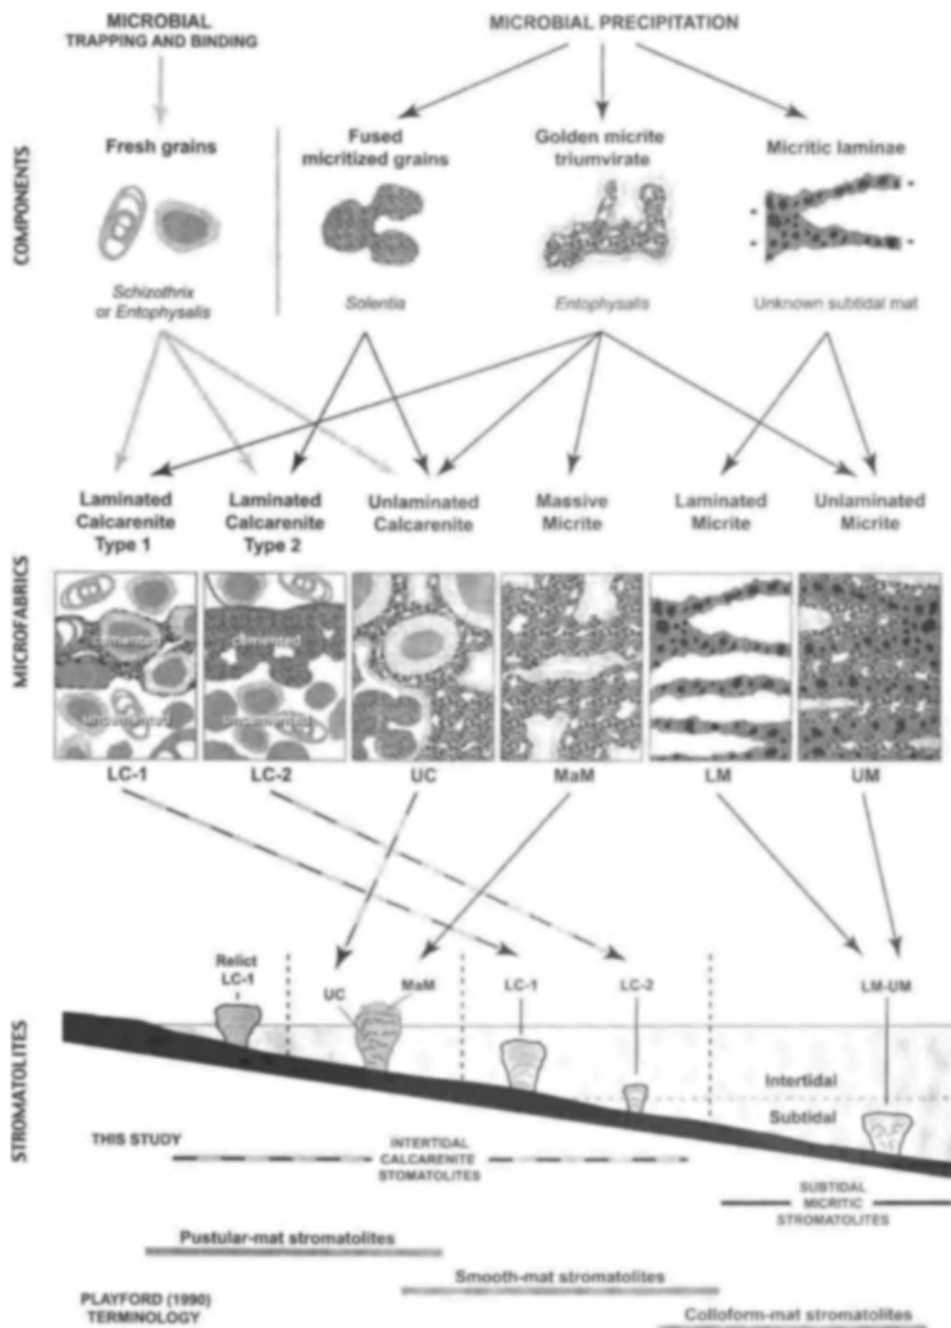 MICROBIAL
TRAPPING AND BINDING
MICROBIAL PRECIPITATION
COMPONENTS
Fresh grains
Fused
micritized grains
Golden micrite
triumvirate
Micritic laminae
Schizothrix
or Entophysalis
Solentia
Entophysalis
Unknown subtidal mat
MICROFABRICS
Laminated
Calcarenite
Type 1
Laminated
Calcarenite
Type 2
Unlaminated
Calcarenite
Massive
Micrite
Laminated
Micrite
Unlaminated
Micrite
cemented
uncemented
cemented
uncemented
LC-1
LC-2
UC
MaM
LM
UM
STROMATOLITES
Relict
LC-1
UC
MaM
LC-1
LC-2
LM-UM
Intertidal
Subtidal
THIS STUDY
INTERTIDAL
CALCARENITE
STOMATOLITES
SUBTIDAL
MICRITIC
STROMATOLITES
Pustular-mat stromatolites
Smooth-mat stromatolites
PLAYFORD (1990)
TERMINOLOGY
Colloform-mat stromatolites